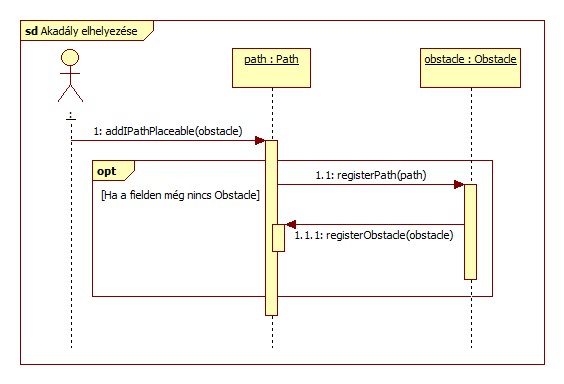 sd Akadály elhelyezése
path : Path
obstacle : Obstacle
:
1: addIPathPlaceable(obstacle)
opt
1.1: registerPath(path)
[Ha a fielden még nincs Obstacle]
1.1.1: registerObstacle(obstacle)